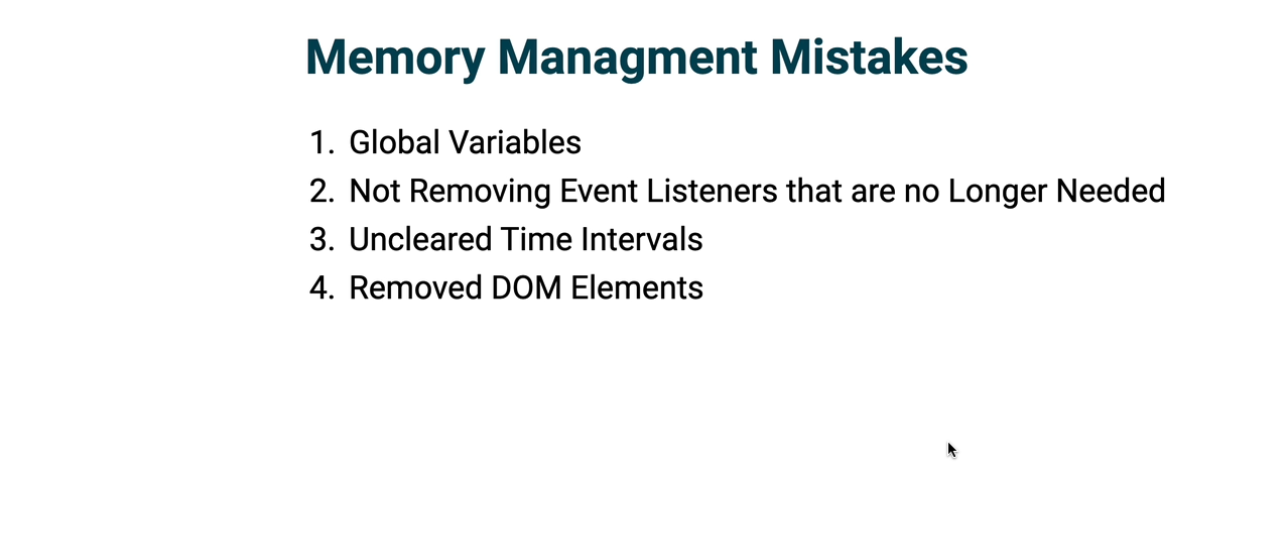 Memory Managment Mistakes
1. Global Variables
2. Not Removing Event Listeners that are no Longer Needed
3. Uncleared Time Intervals
4. Removed DOM Elements